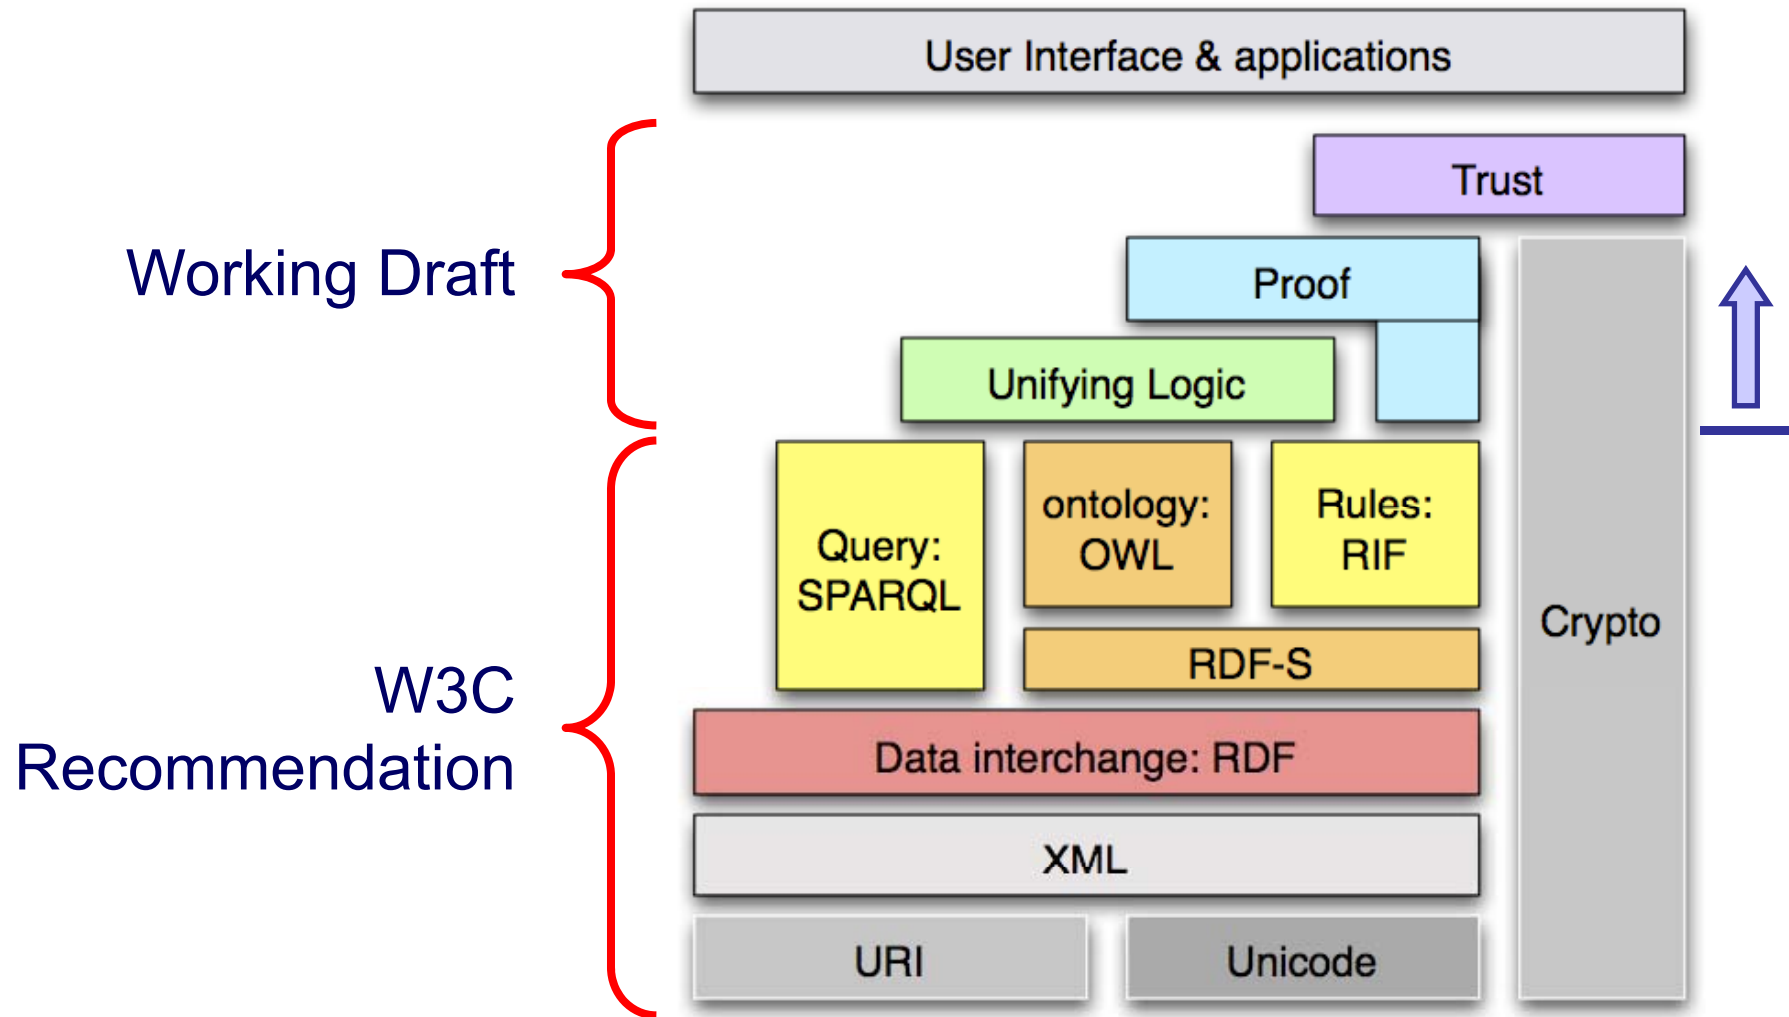 User Interface & applications
Trust
Working Draft
Proof
Unifying Logic
Query:
SPARQL
ontology:
OWL
Rules:
RIF
Crypto
RDF-S
W3C
Recommendation
Data interchange: RDF
XML
URI
Unicode